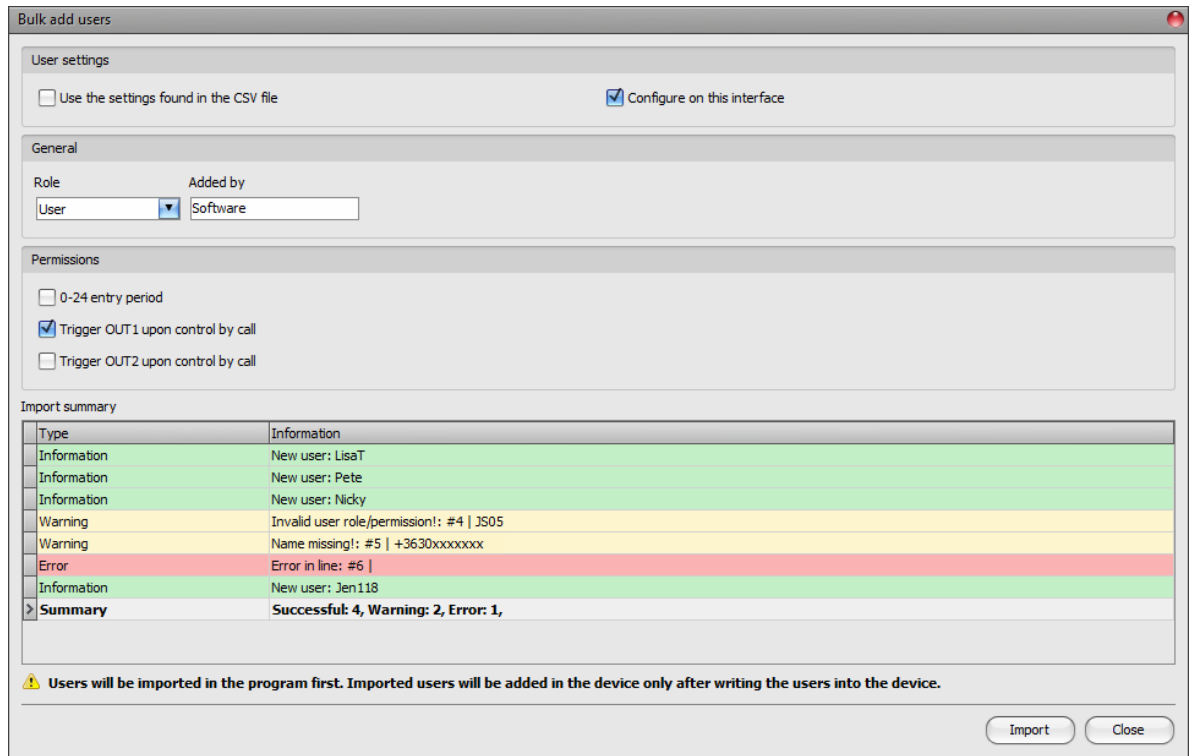 Bulk add users
User settings
Use the settings found in the CSV file Configure on this interface
General
Role Added by
User Software
Permissions
0-24 entry period
Trigger OUT1 upon control by call
Trigger OUT2 upon control by call
Import summary
Type Information
Information New user: LisaT
Information New user: Pete
Information New user: Nicky
Warning Invalid user role/permission!: #4 | JS05
Warning Name missing!: #5 | +3630xxxxxxx
Error Error in line: #6 |
Information New user: Jen118
Summary Successful: 4, Warning: 2, Error: 1,
Users will be imported in the program first. Imported users will be added in the device only after writing the users into the device.
Import Close